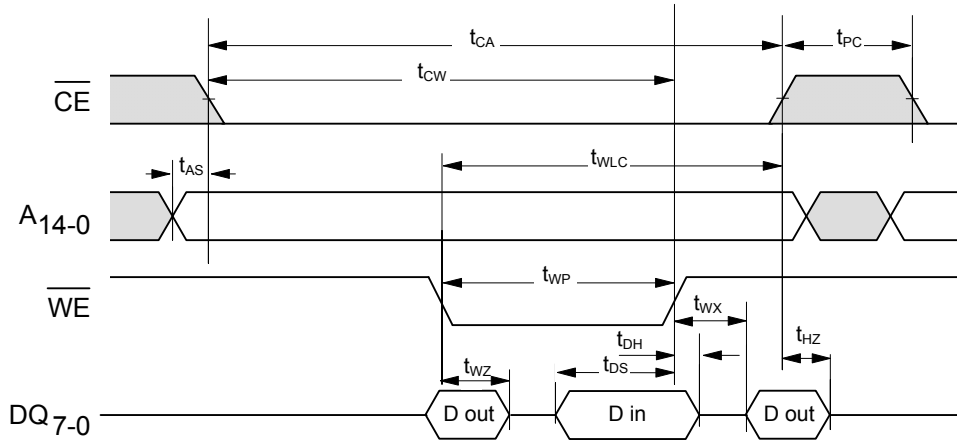 tCA
tPC
tCW
CE
tWLC
tAS
A14-0
tWP
WE
tWX
tDH
tHZ
tWZ
tDS
DQ7-0
D out
D in
D out